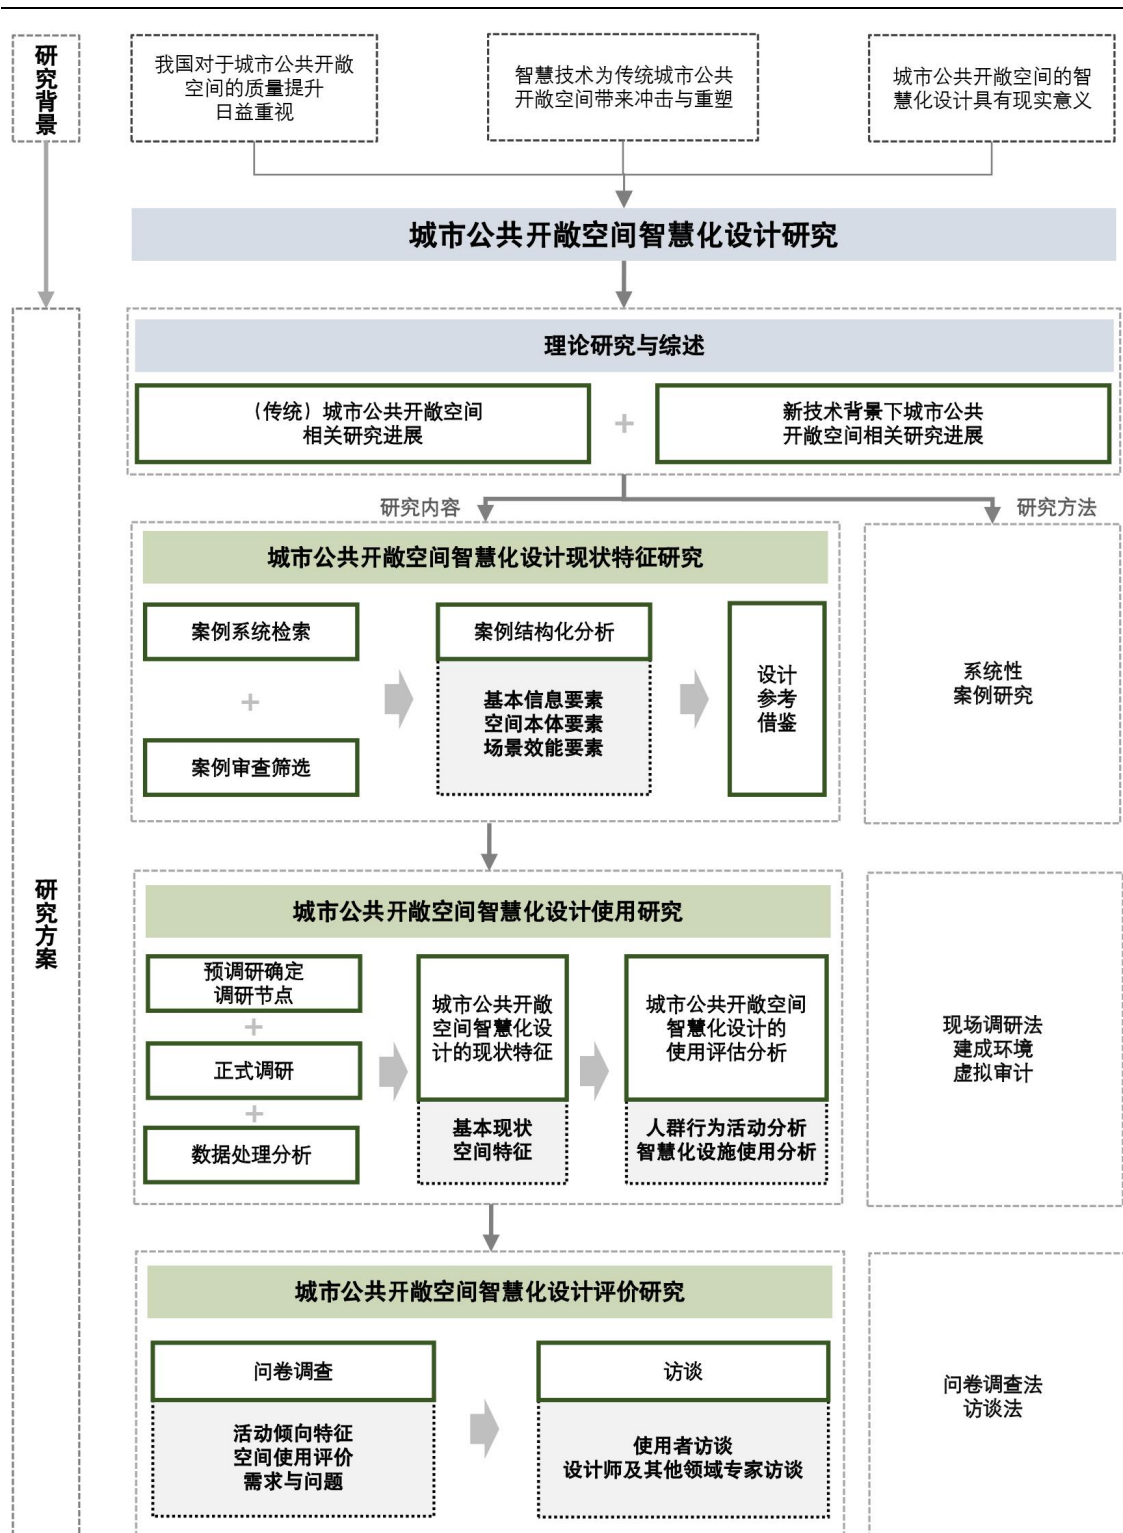 研究背景
我国对于城市公共开敞
空间的质量提升
日益重视
智慧技术为传统城市公共
开敞空间带来冲击与重塑
城市公共开敞空间的智
慧化设计具有现实意义
城市公共开敞空间智慧化设计研究
研究方案
理论研究与综述
（传统）城市公共开敞空间
相关研究进展
+
新技术背景下城市公共
开敞空间相关研究进展
研究内容
研究方法
城市公共开敞空间智慧化设计现状特征研究
案例系统检索
+
案例审查筛选
案例结构化分析
基本信息要素
空间本体要素
场景效能要素
设计
参考
借鉴
系统性
案例研究
城市公共开敞空间智慧化设计使用研究
预调研确定
调研节点
+
正式调研
+
数据处理分析
城市公共开敞
空间智慧化设
计的现状特征
基本现状
空间特征
城市公共开敞空间
智慧化设计的
使用评估分析
人群行为活动分析
智慧化设施使用分析
现场调研法
建成环境
虚拟审计
城市公共开敞空间智慧化设计评价研究
问卷调查
活动倾向特征
空间使用评价
需求与问题
访谈
使用者访谈
设计师及其他领域专家访谈
问卷调查法
访谈法